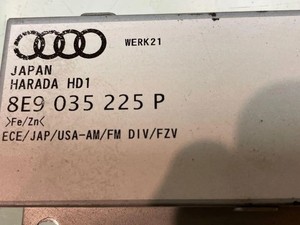 WERK21
JAPAN
HARADA HD1
8E9 035 225 P
>Fe/Zn<
ECE/JAP/USA-AM/FM DIV/FZV